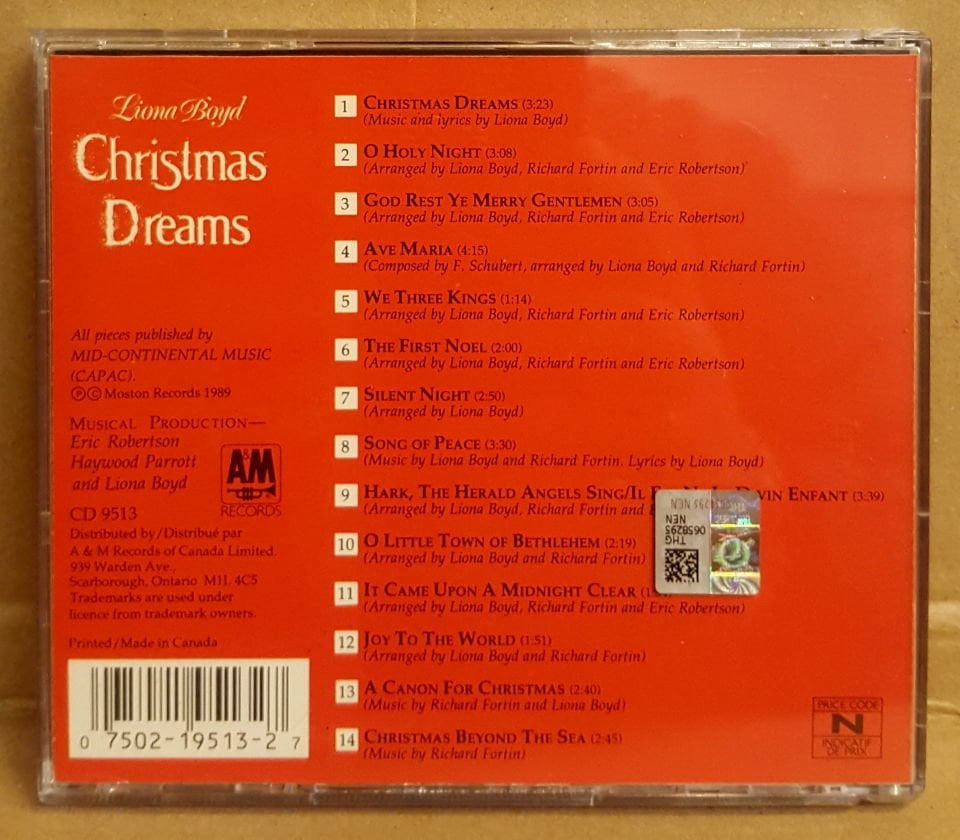 Liona Boyd
Christmas
Dreams
All pieces published by
MID-CONTINENTAL MUSIC
(CAPAC).
ⓅⒸ Moston Records 1989
MUSICAL PRODUCTION—
Eric Robertson
Haywood Parrott
and Liona Boyd
A&M
RECORDS
CD 9513
Distributed by/Distribué par
A & M Records of Canada Limited.
939 Warden Ave.,
Scarborough, Ontario M1L 4C5
Trademarks are used under
licence from trademark owners.
Printed/Made in Canada
0 7502-19513-2 7
1 CHRISTMAS DREAMS (3:23)
(Music and lyrics by Liona Boyd)
2 O HOLY NIGHT (3:08)
(Arranged by Liona Boyd, Richard Fortin and Eric Robertson)
3 GOD REST YE MERRY GENTLEMEN (3:05)
(Arranged by Liona Boyd, Richard Fortin and Eric Robertson)
4 AVE MARIA (4:15)
(Composed by F. Schubert, arranged by Liona Boyd and Richard Fortin)
5 WE THREE KINGS (1:14)
(Arranged by Liona Boyd, Richard Fortin and Eric Robertson)
6 THE FIRST NOEL (2:00)
(Arranged by Liona Boyd, Richard Fortin and Eric Robertson)
7 SILENT NIGHT (2:50)
(Arranged by Liona Boyd)
8 SONG OF PEACE (3:30)
(Music by Liona Boyd and Richard Fortin. Lyrics by Liona Boyd)
9 HARK, THE HERALD ANGELS SING/IL ENFANT (3:39)
(Arranged by Liona Boyd, Richard Fortin and
10 O LITTLE TOWN OF BETHLEHEM (2:19)
(Arranged by Liona Boyd and Richard Fortin)
11 IT CAME UPON A MIDNIGHT CLEAR
(Arranged by Liona Boyd, Richard Fortin and Eric Robertson)
12 JOY TO THE WORLD (1:51)
(Arranged by Liona Boyd and Richard Fortin)
13 A CANON FOR CHRISTMAS (2:40)
(Music by Richard Fortin and Liona Boyd)
14 CHRISTMAS BEYOND THE SEA (2:45)
(Music by Richard Fortin)
THG
0658295
NEN
PRICE CODE
N
INDICATIF
DE PRIX